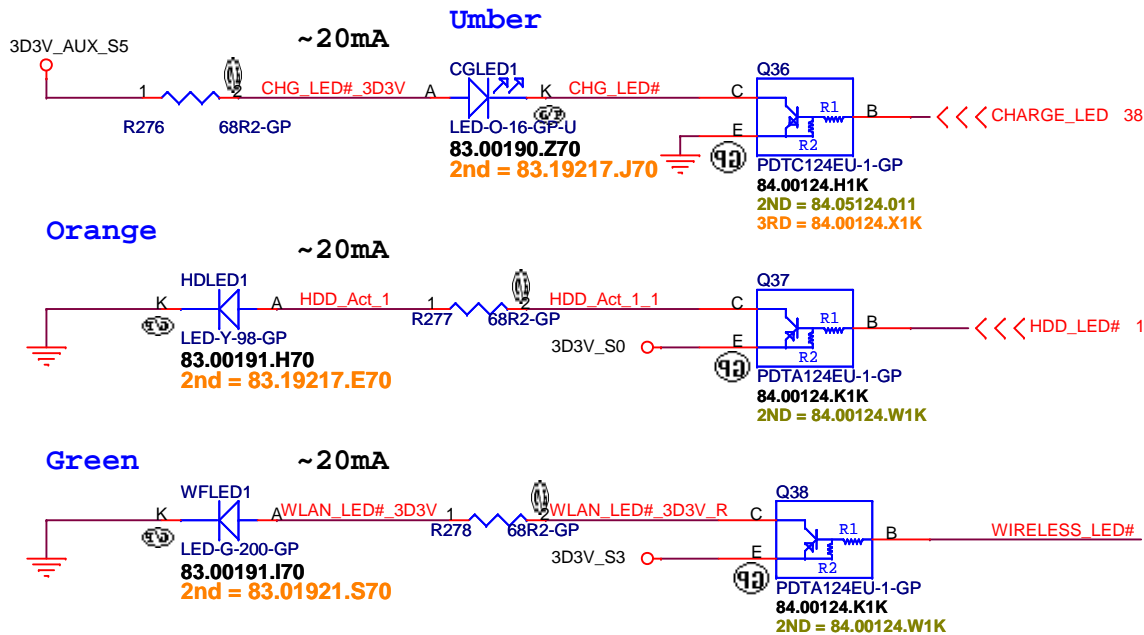 Umber
~20mA
3D3V_AUX_S5
1
R276
2
68R2-GP
CHG_LED#_3D3V
A
CGLED1
K
LED-O-16-GP-U
83.00190.Z70
2nd = 83.19217.J70
CHG_LED#
Q36
C
E
R1
R2
B
CHARGE_LED 38
GP
PDTC124EU-1-GP
84.00124.H1K
2ND = 84.05124.011
3RD = 84.00124.X1K
Orange
~20mA
HDLED1
K
A
LED-Y-98-GP
83.00191.H70
2nd = 83.19217.E70
HDD_Act_1
1
R277
2
68R2-GP
HDD_Act_1_1
3D3V_S0
Q37
C
E
R1
R2
B
HDD_LED# 1
GP
PDTA124EU-1-GP
84.00124.K1K
2ND = 84.00124.W1K
Green
~20mA
WFLED1
K
A
LED-G-200-GP
83.00191.I70
2nd = 83.01921.S70
WLAN_LED#_3D3V
1
R278
2
68R2-GP
WLAN_LED#_3D3V_R
3D3V_S3
Q38
C
E
R1
R2
B
WIRELESS_LED#
GP
PDTA124EU-1-GP
84.00124.K1K
2ND = 84.00124.W1K